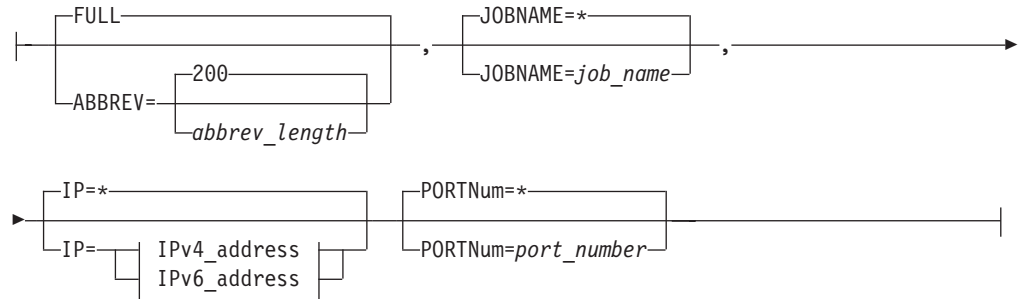 FULL JOBNAME=*
, ,
JOBNAME=job_name
200
ABBREV=
abbrev_length
IP=* PORTNum=*
IP= IPv4_address PORTNum=port_number
IPv6_address